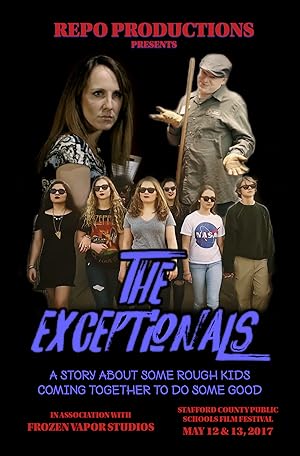 REPO PRODUCTIONS
PRESENTS
NASA
THE
EXCEPTIONALS
A STORY ABOUT SOME ROUGH KIDS
COMING TOGETHER TO DO SOME GOOD
IN ASSOCIATION WITH
FROZEN VAPOR STUDIOS
STAFFORD COUNTY PUBLIC
SCHOOLS FILM FESTIVAL
MAY 12 & 13, 2017